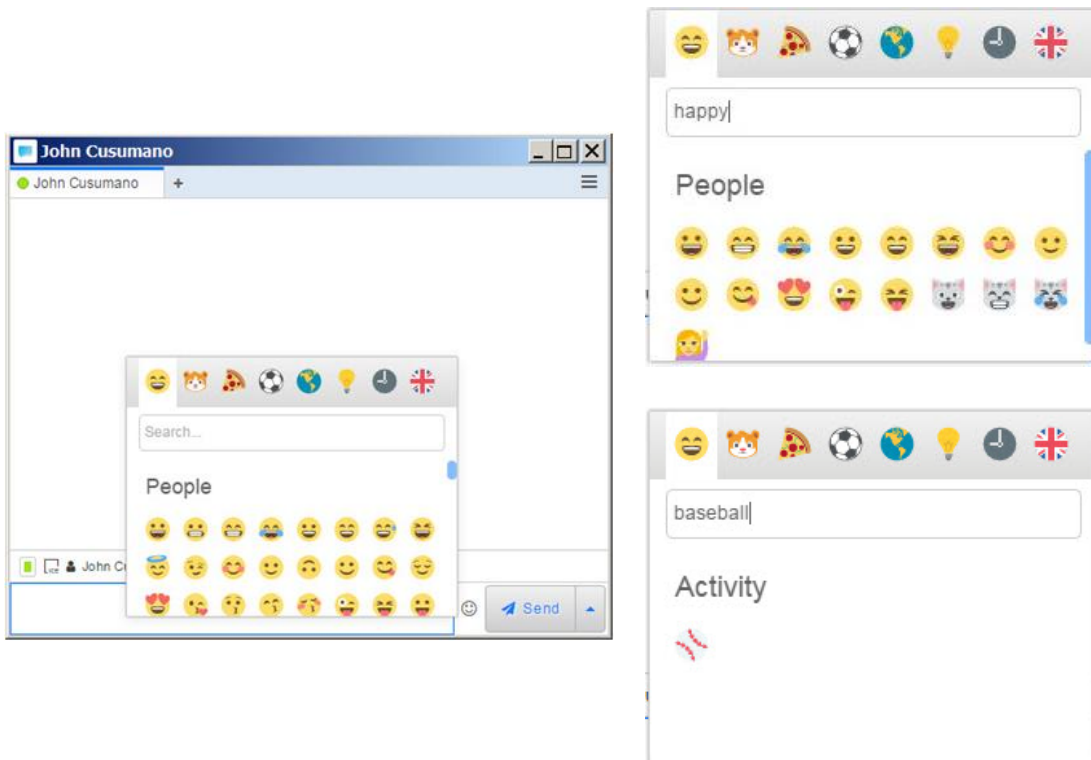 John Cusumano
John Cusumano +
Search...
People
John Cu
Send
happy
People
baseball
Activity